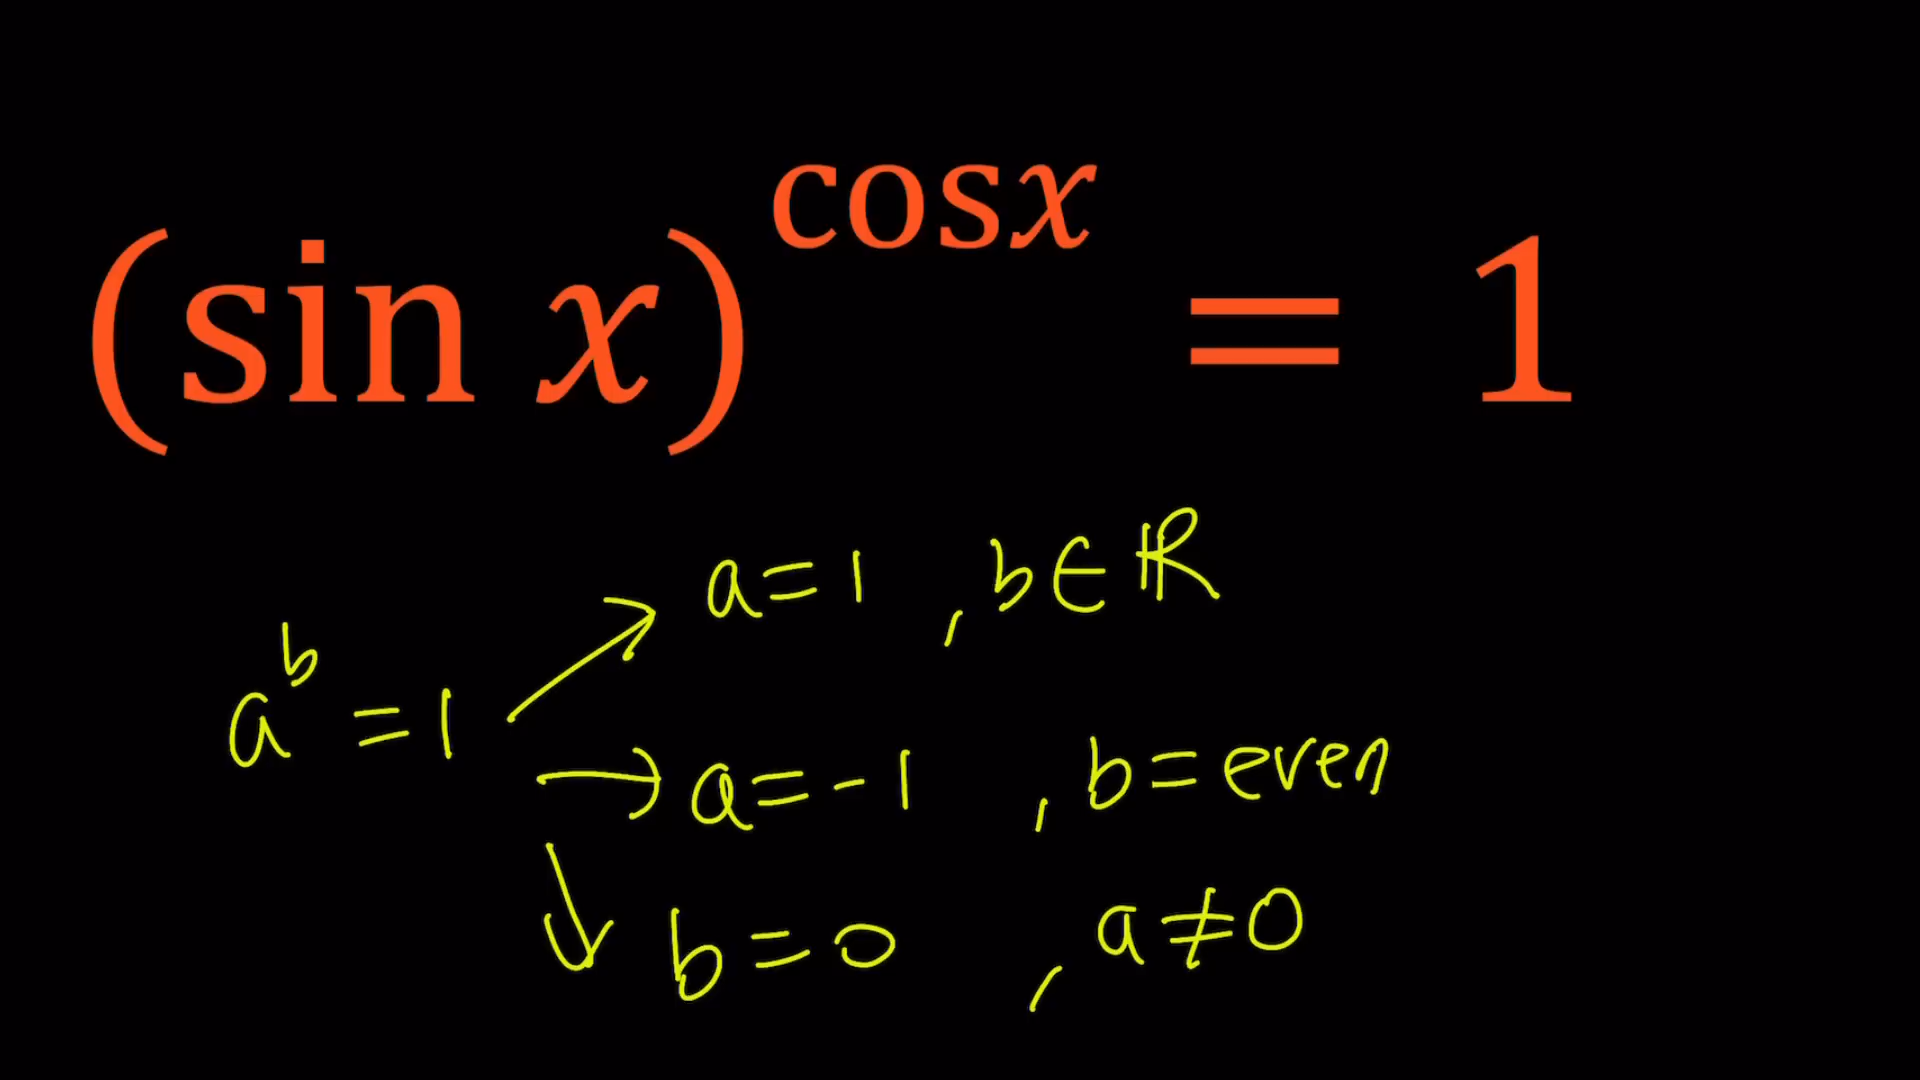 (sin x)^cosx = 1
a=1 , b∈ℝ
a^b =1
a=-1 , b=even
b=0 , a≠0